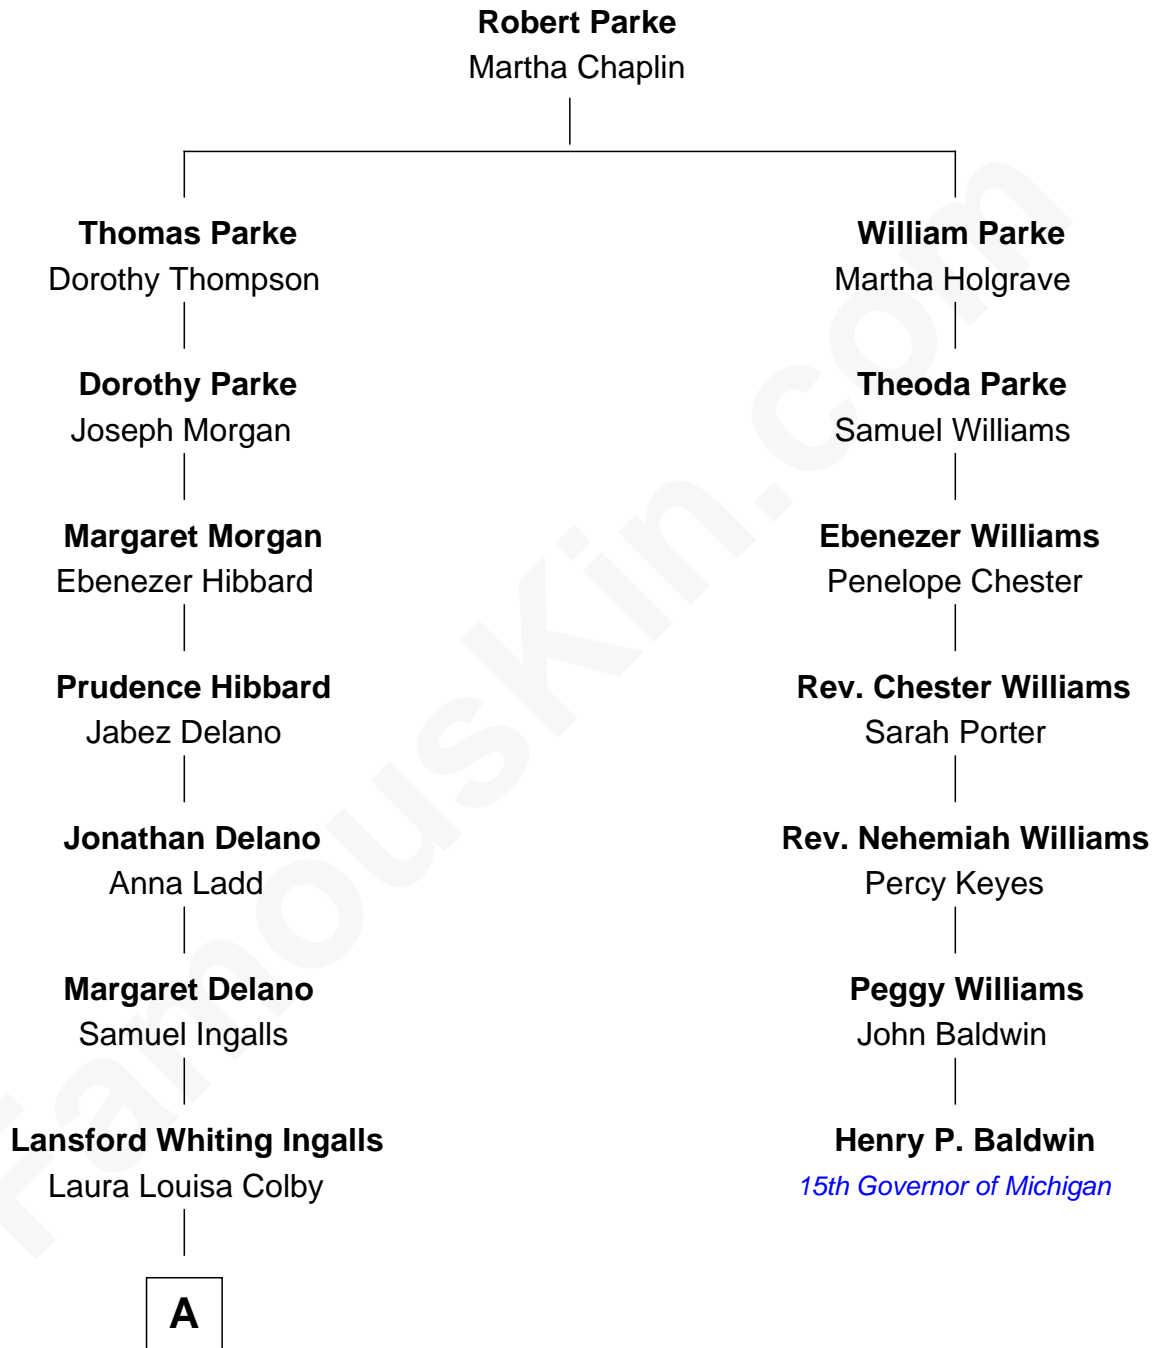 Robert Parke
Martha Chaplin
Thomas Parke
Dorothy Thompson
William Parke
Martha Holgrave
Dorothy Parke
Joseph Morgan
Theoda Parke
Samuel Williams
Margaret Morgan
Ebenezer Hibbard
Ebenezer Williams
Penelope Chester
Prudence Hibbard
Jabez Delano
Rev. Chester Williams
Sarah Porter
Jonathan Delano
Anna Ladd
Rev. Nehemiah Williams
Percy Keyes
Margaret Delano
Samuel Ingalls
Peggy Williams
John Baldwin
Lansford Whiting Ingalls
Laura Louisa Colby
Henry P. Baldwin
15th Governor of Michigan
A
FamousKin.com